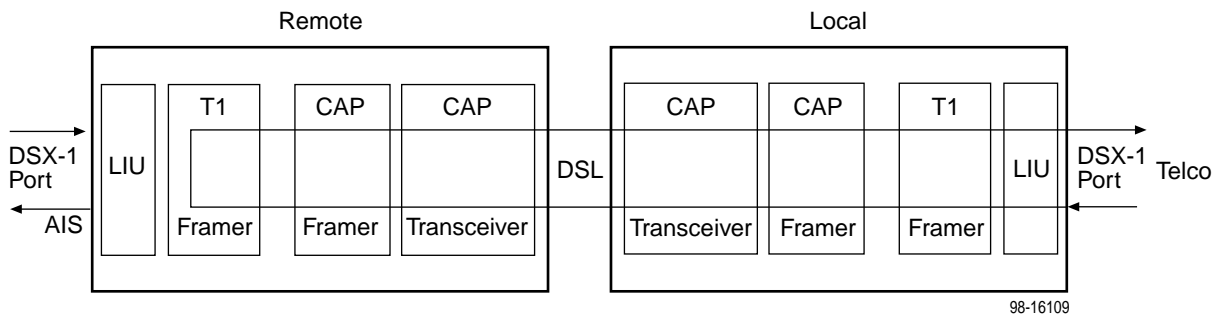 Remote
Local
T1
CAP
CAP
CAP
CAP
T1
DSX-1
Port
LIU
DSL
LIU
DSX-1
Port
Telco
AIS
Framer
Framer
Transceiver
Transceiver
Framer
Framer
98-16109